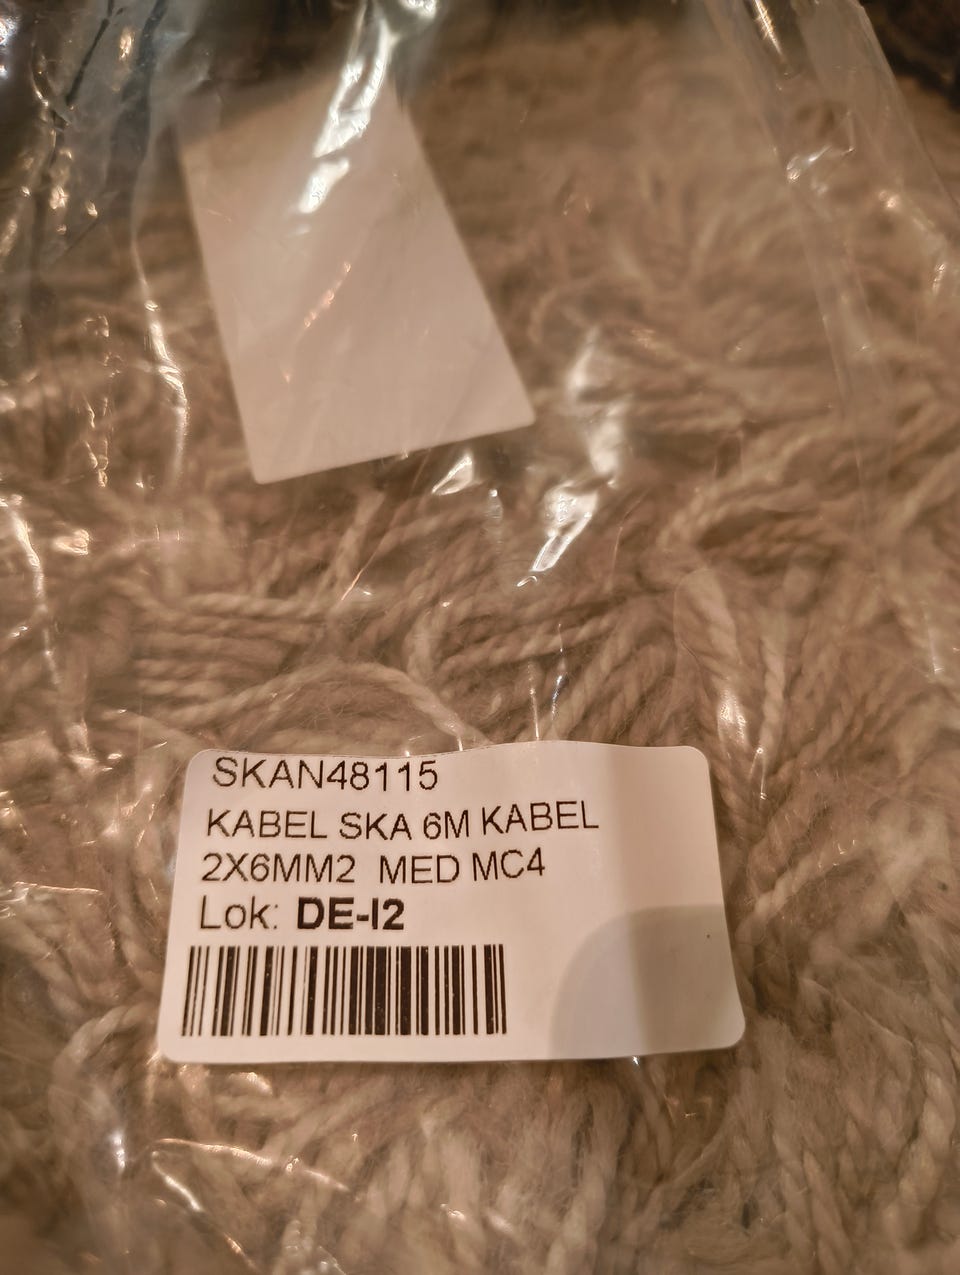 SKAN48115
KABEL SKA 6M KABEL
2X6MM2 MED MC4
Lok: DE-I2